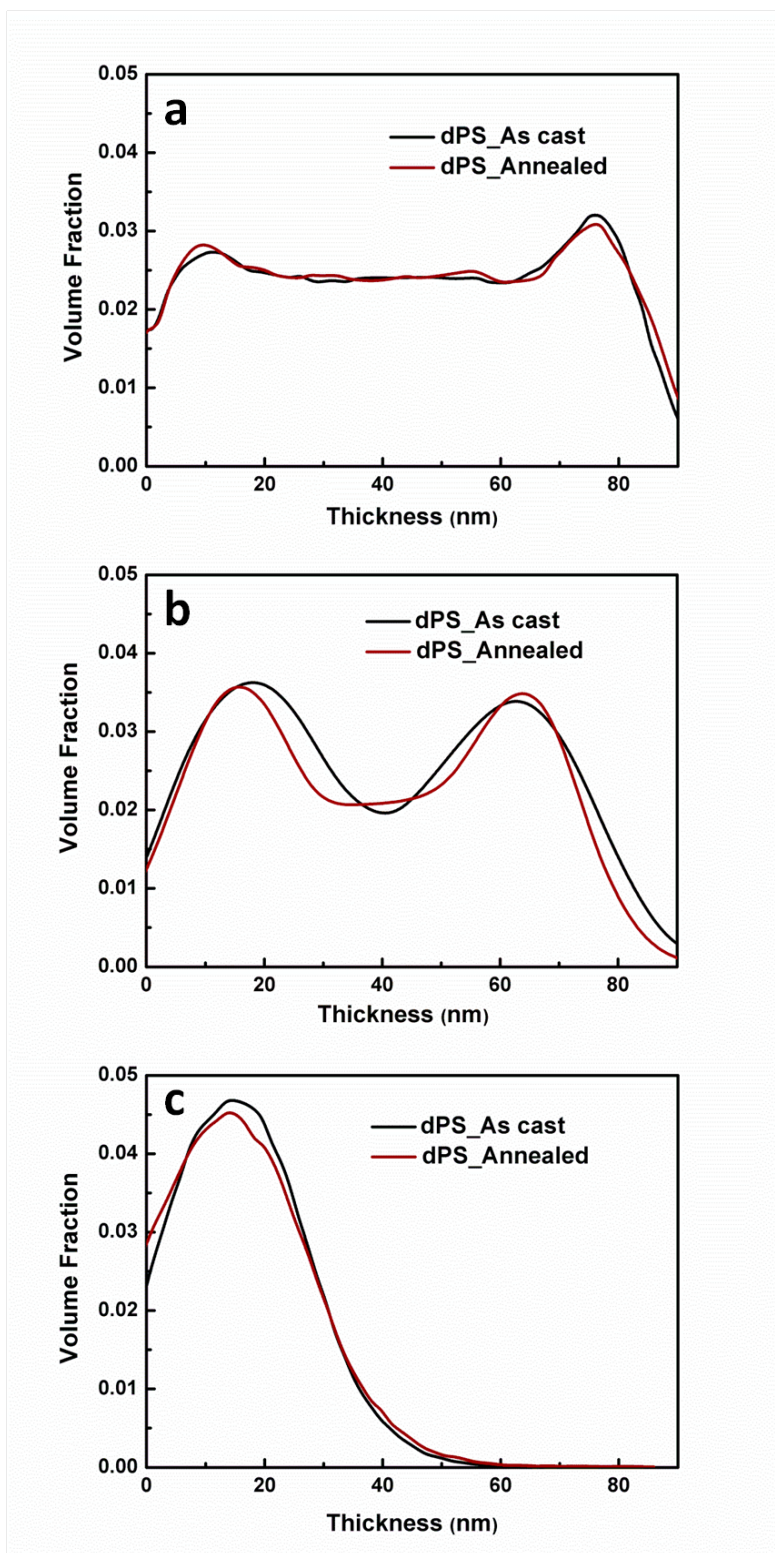 a
dPS_As cast
dPS_Annealed
0.05
0.04
0.03
0.02
0.01
0.00
Volume Fraction
0 20 40 60 80
Thickness (nm)
b
dPS_As cast
dPS_Annealed
0.05
0.04
0.03
0.02
0.01
0.00
Volume Fraction
0 20 40 60 80
Thickness (nm)
c
dPS_As cast
dPS_Annealed
0.05
0.04
0.03
0.02
0.01
0.00
Volume Fraction
0 20 40 60 80
Thickness (nm)